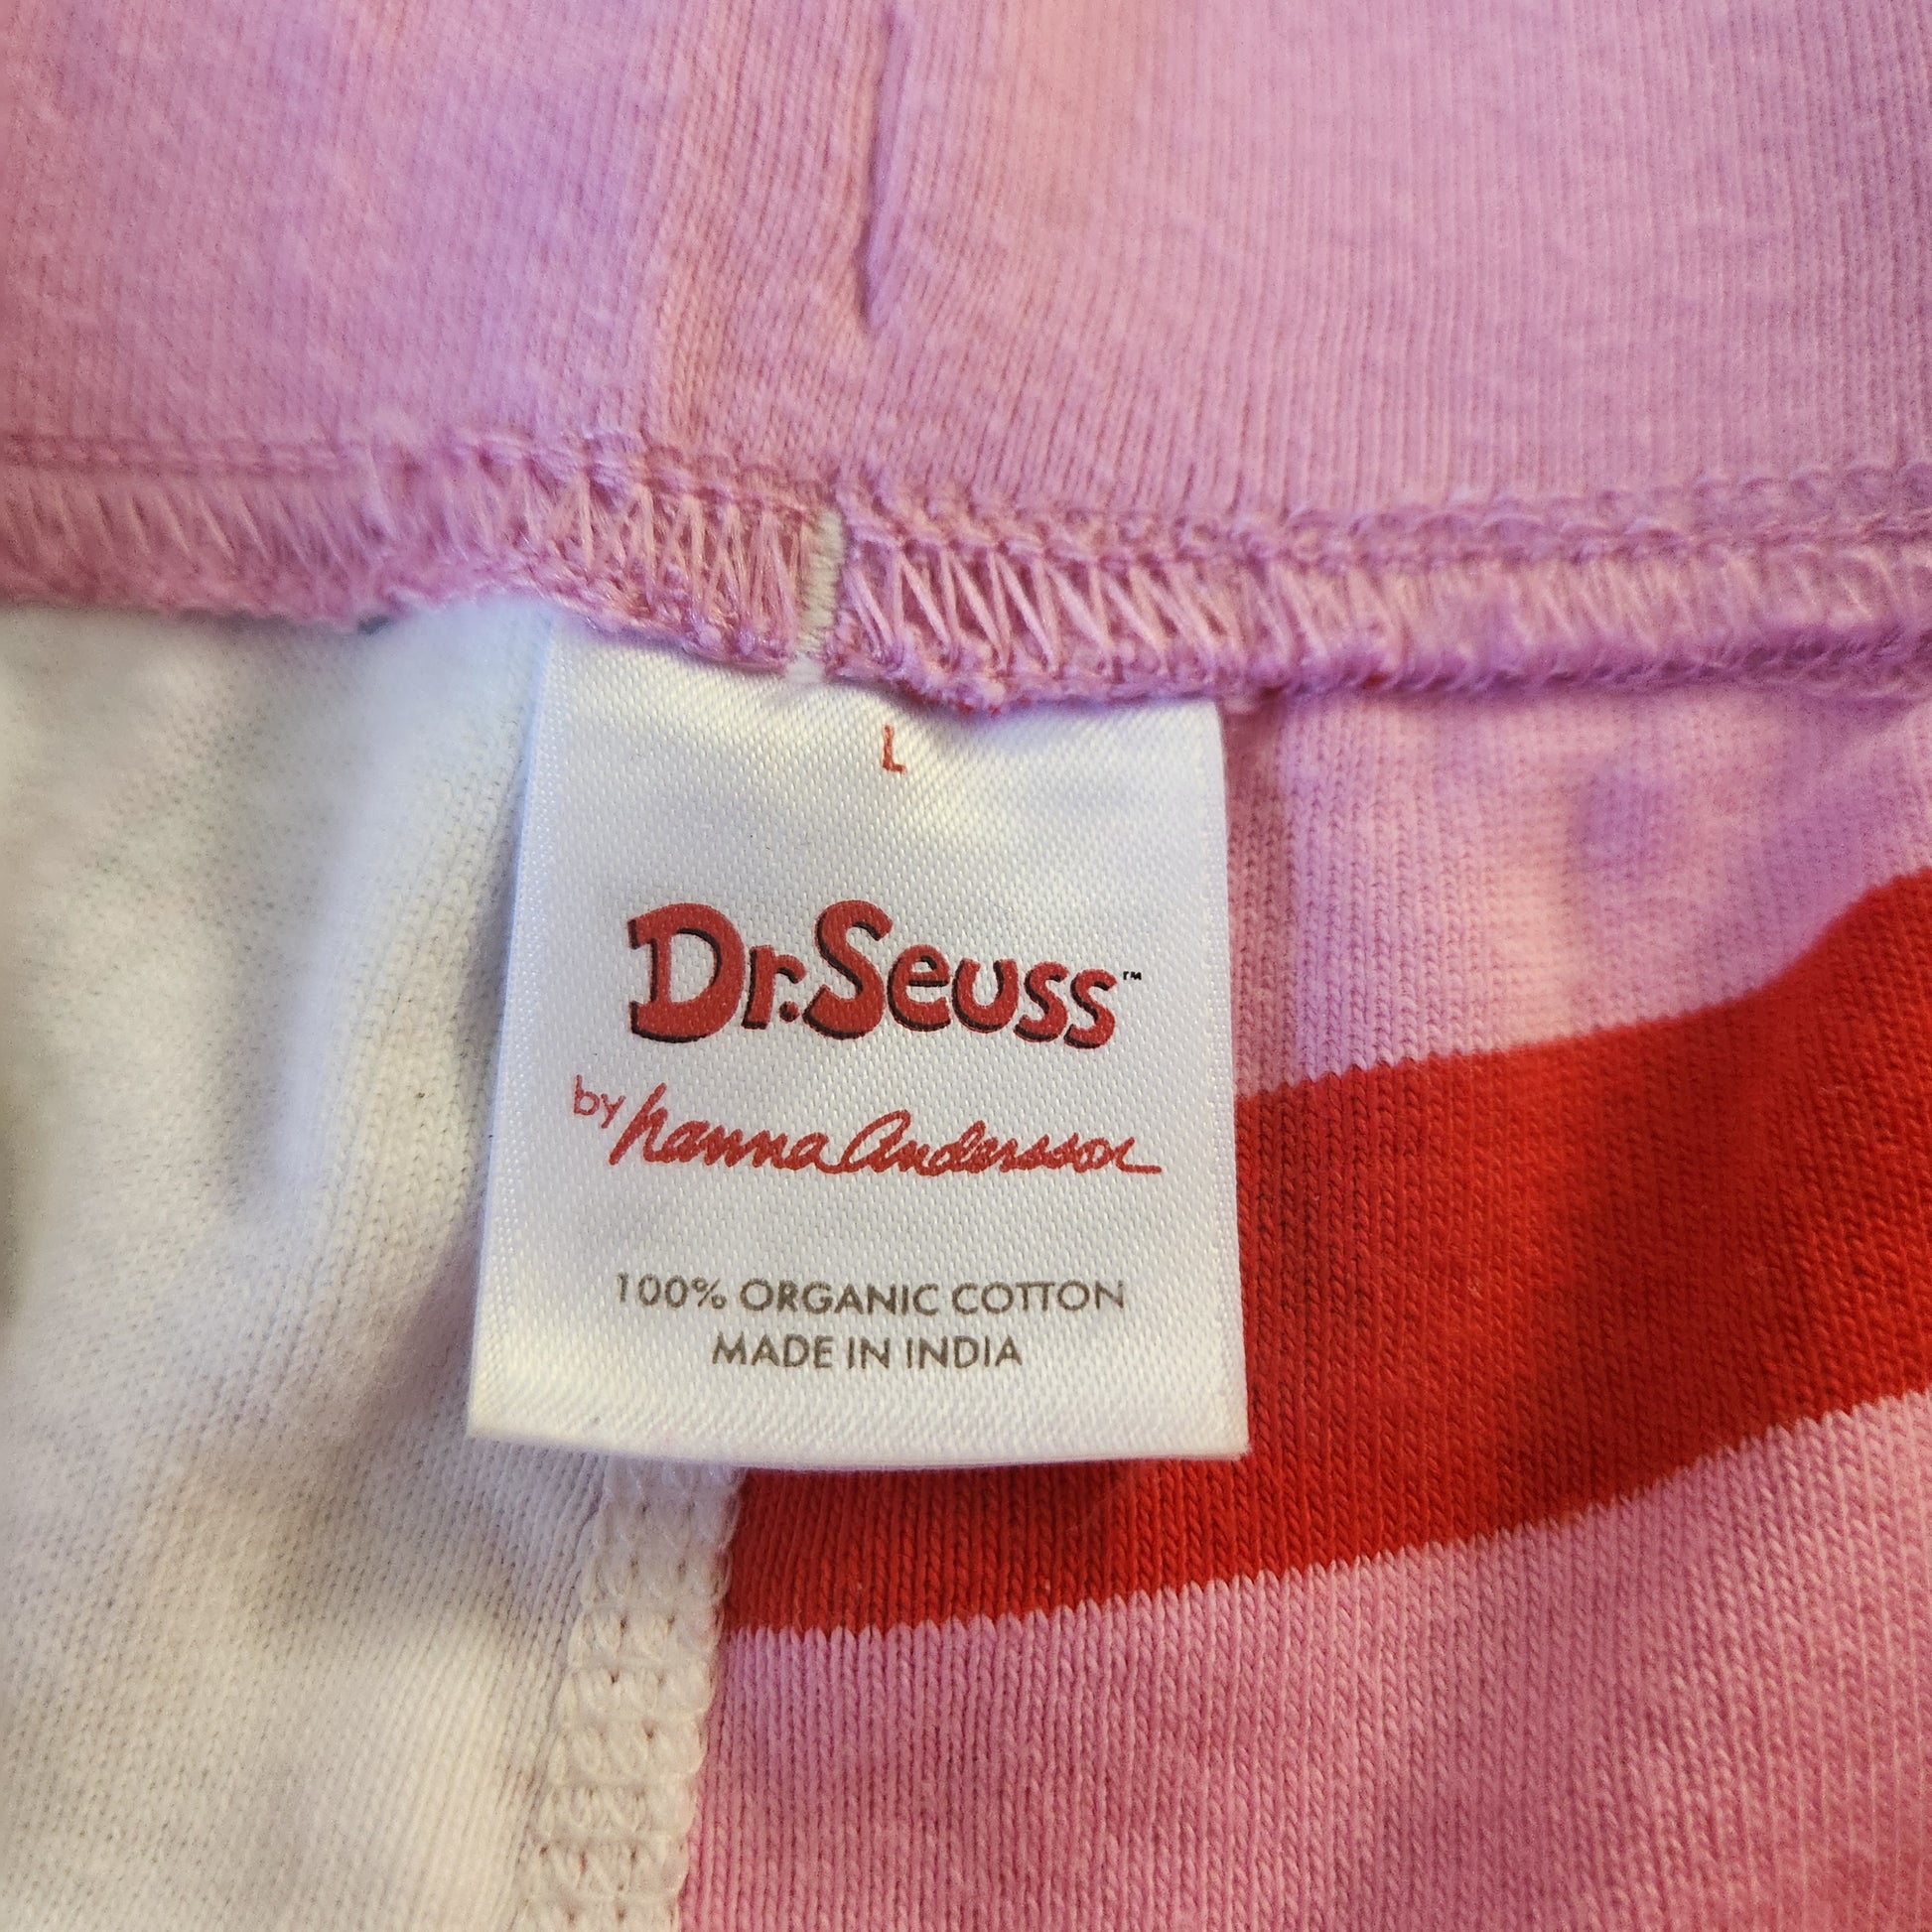 L
Dr. Seuss™
by hanna Andersson
100% ORGANIC COTTON
MADE IN INDIA